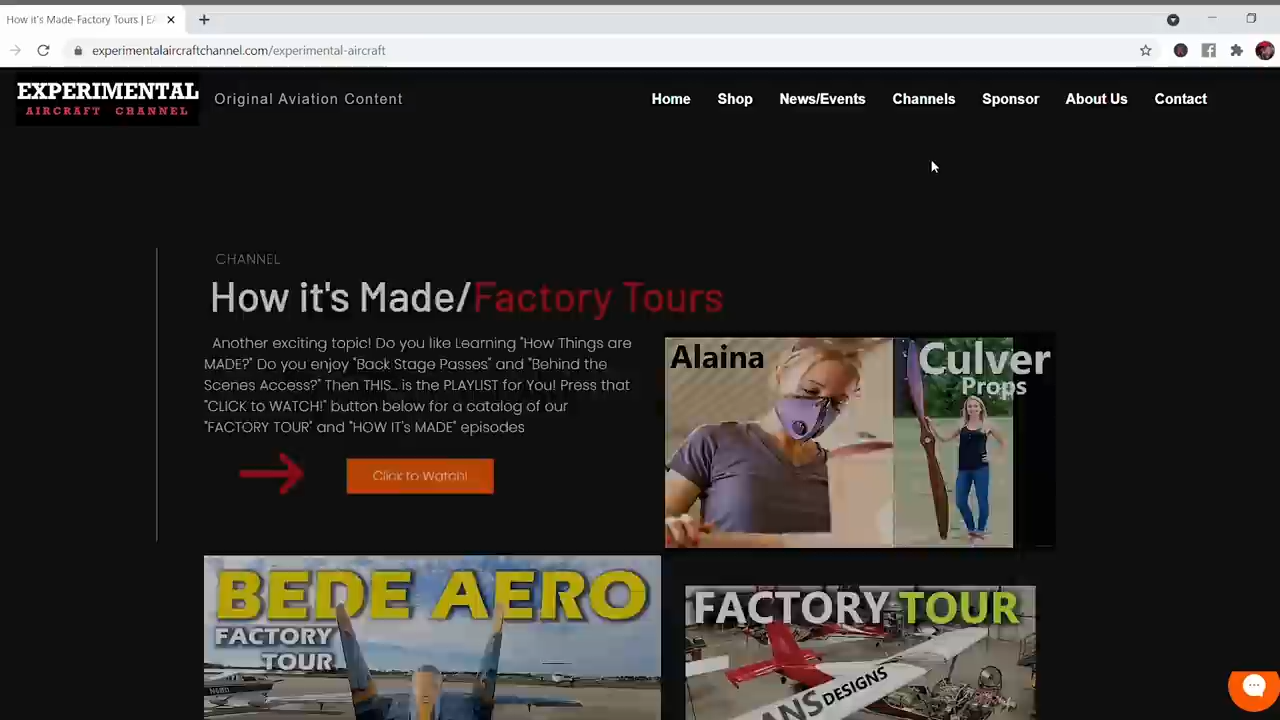 How it's Made-Factory Tours | EA
experimentalaircraftchannel.com/experimental-aircraft
EXPERIMENTAL
AIRCRAFT CHANNEL
Original Aviation Content
Home Shop News/Events Channels Sponsor About Us Contact
CHANNEL
How it's Made/Factory Tours
Another exciting topic! Do you like Learning "How Things are
MADE?" Do you enjoy "Back Stage Passes" and "Behind the
Scenes Access?" Then THIS... is the PLAYLIST for You! Press that
"CLICK to WATCH!" button below for a catalog of our
"FACTORY TOUR" and "HOW IT's MADE" episodes
Click to Watch!
Alaina
Culver
Props
BEDE AERO
FACTORY
TOUR
FACTORY TOUR
ANS DESIGNS